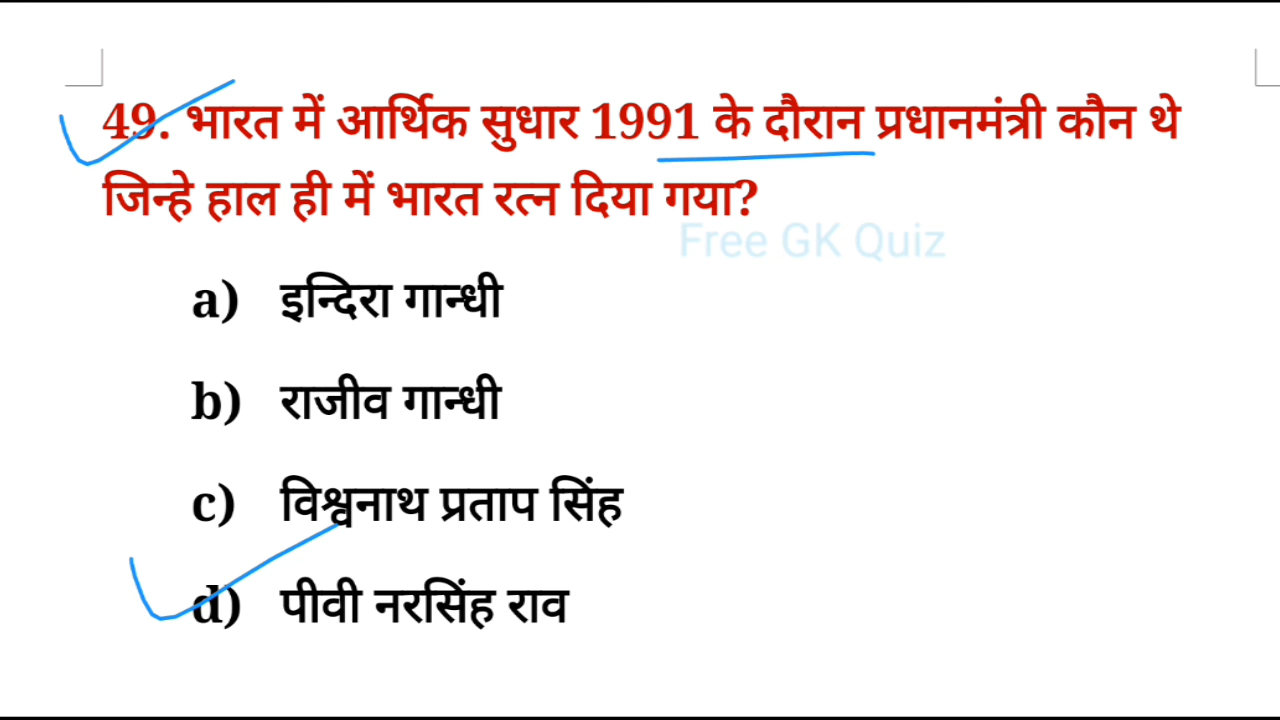 49. भारत में आर्थिक सुधार 1991 के दौरान प्रधानमंत्री कौन थे
जिन्हे हाल ही में भारत रत्न दिया गया?
Free GK Quiz
a) इन्दिरा गान्धी
b) राजीव गान्धी
c) विश्वनाथ प्रताप सिंह
d) पीवी नरसिंह राव